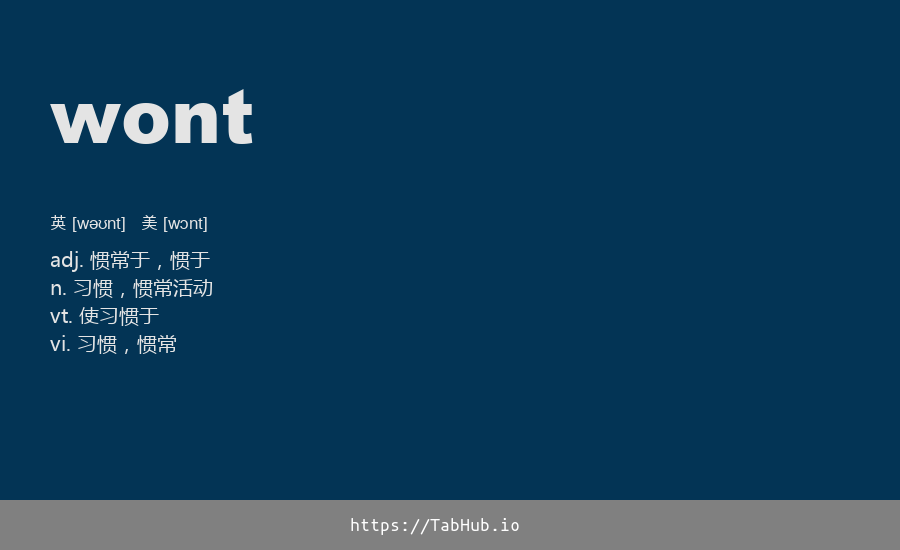 wont
英 [wəʊnt] 美 [wɔnt]
adj. 惯常于，惯于
n. 习惯，惯常活动
vt. 使习惯于
vi. 习惯，惯常
https://TabHub.io